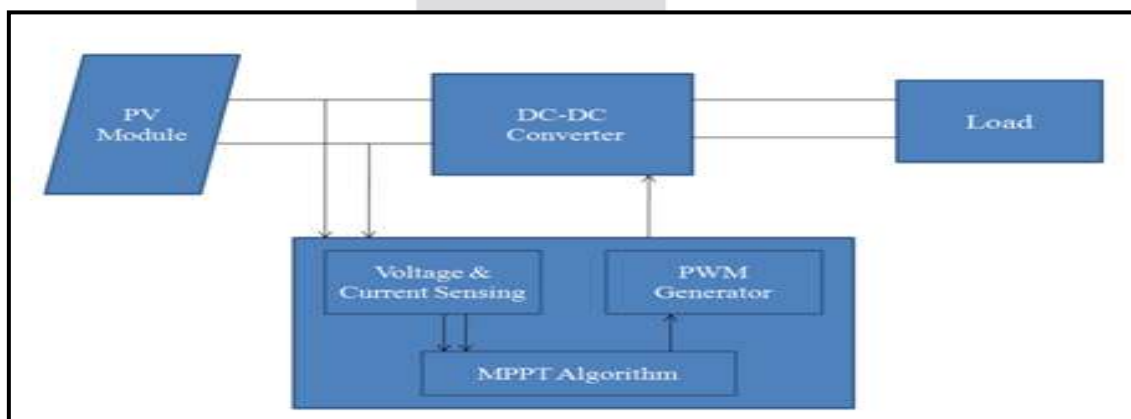 PV
Module
DC-DC
Converter
Load
Voltage &
Current Sensing
PWM
Generator
MPPT Algorithm